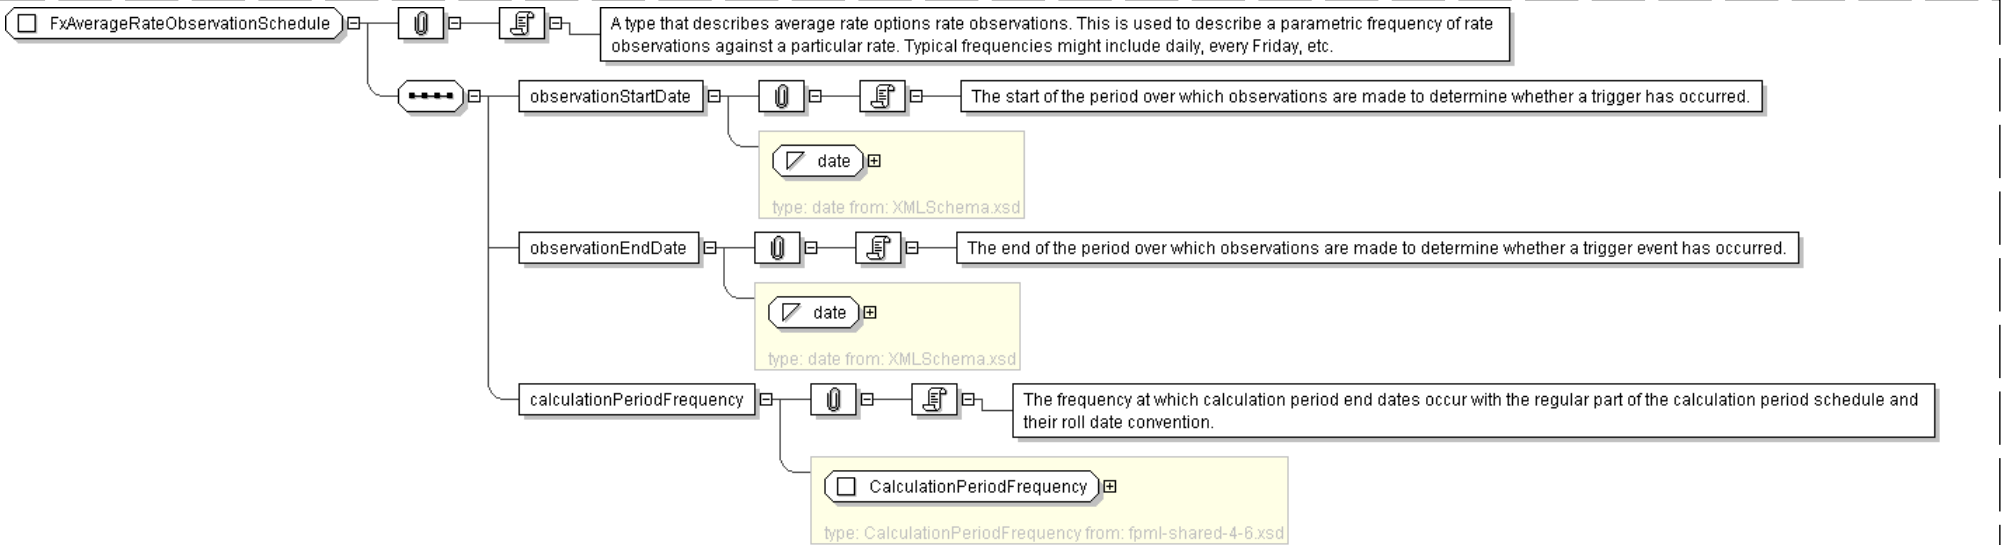 FxAverageRateObservationSchedule
A type that describes average rate options rate observations. This is used to describe a parametric frequency of rate
observations against a particular rate. Typical frequencies might include daily, every Friday, etc.
observationStartDate
The start of the period over which observations are made to determine whether a trigger has occurred.
date
type: date from: XMLSchema.xsd
observationEndDate
The end of the period over which observations are made to determine whether a trigger event has occurred.
date
type: date from: XMLSchema.xsd
calculationPeriodFrequency
The frequency at which calculation period end dates occur with the regular part of the calculation period schedule and
their roll date convention.
CalculationPeriodFrequency
type: CalculationPeriodFrequency from: fpml-shared-4-6.xsd